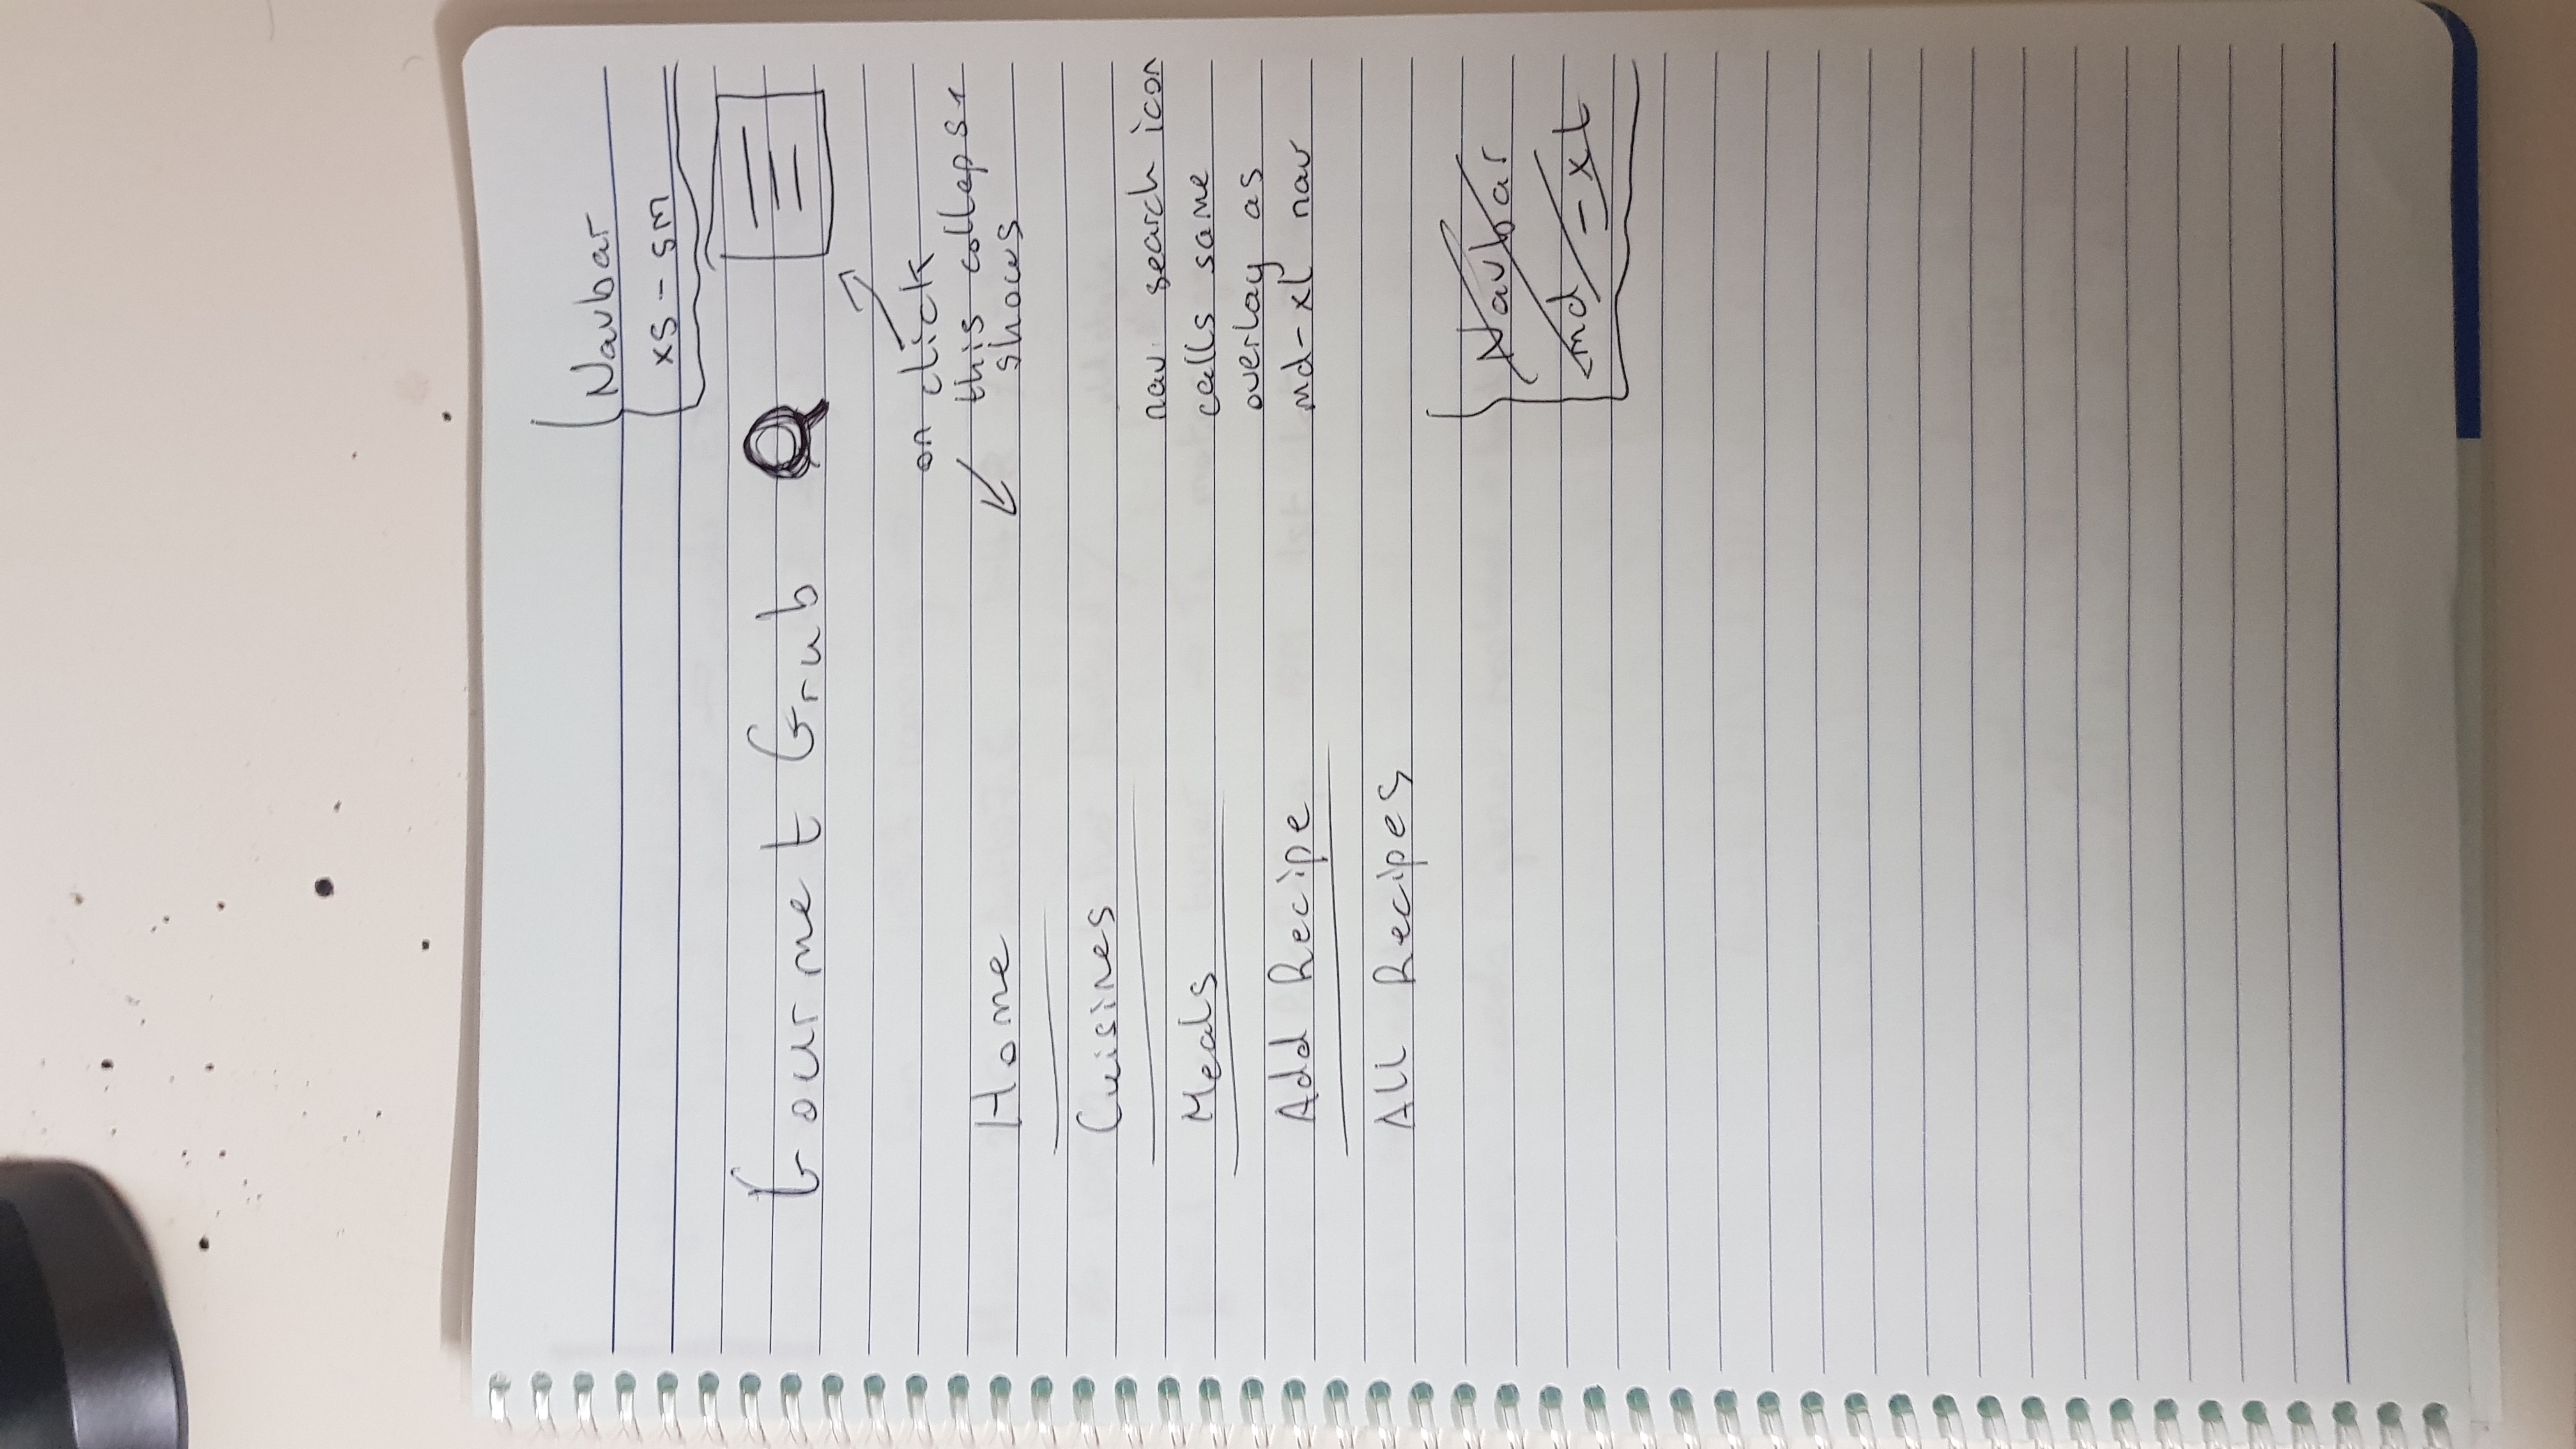 Navbar
xs - sm
Gourmet Grub
on click
this collapse
shows
Home
Cuisines
Meals
nav search icon
calls same
overlay as
md-xl nav
Add Recipe
All Recipes
Navbar
md - xl